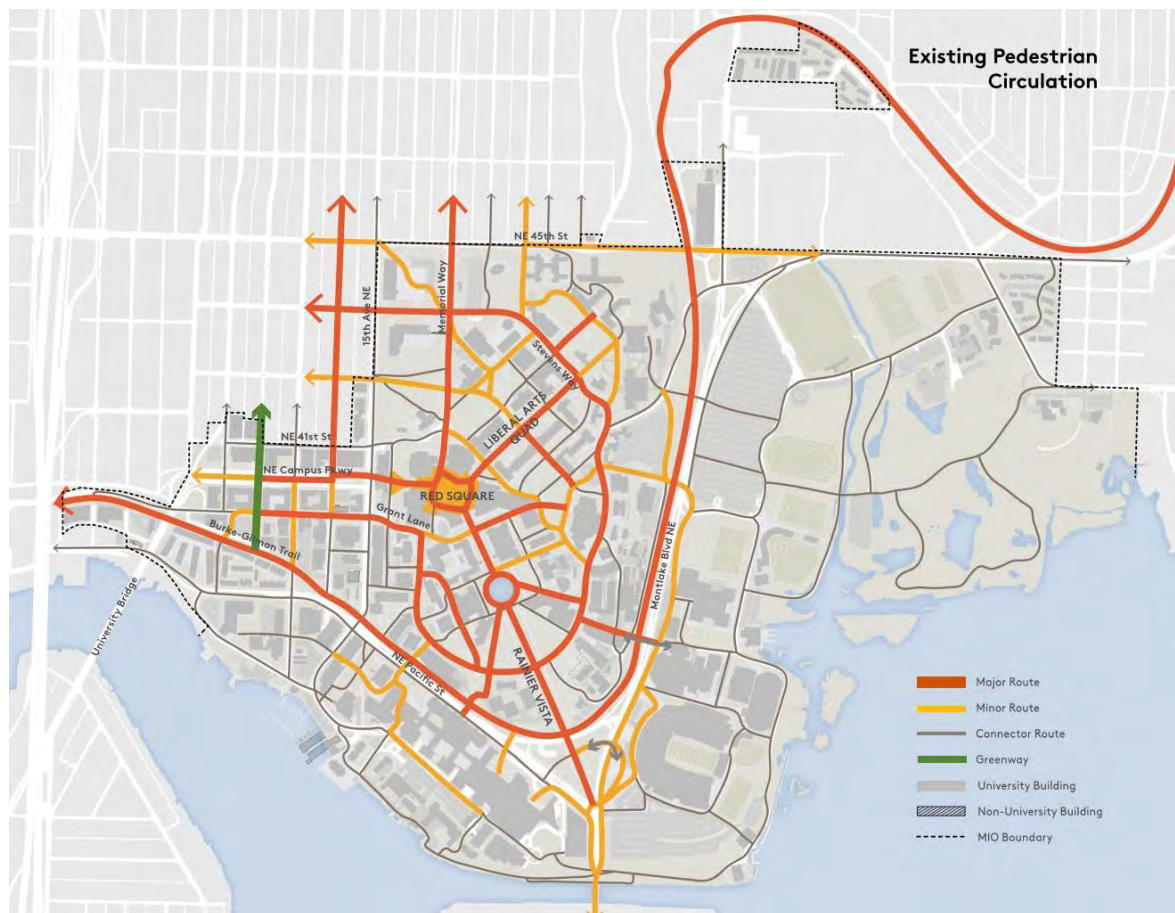 Existing Pedestrian
Circulation
NE 45th St
15th Ave NE
Memorial Way
Stevens Way
LIBERAL ARTS
QUAD
NE 41st St
NE Campus Pkwy
RED SQUARE
Grant Lane
Burke-Gilman Trail
University Bridge
NE Pacific St
RAINIER VISTA
Montlake Blvd NE
Major Route
Minor Route
Connector Route
Greenway
University Building
Non-University Building
MIO Boundary